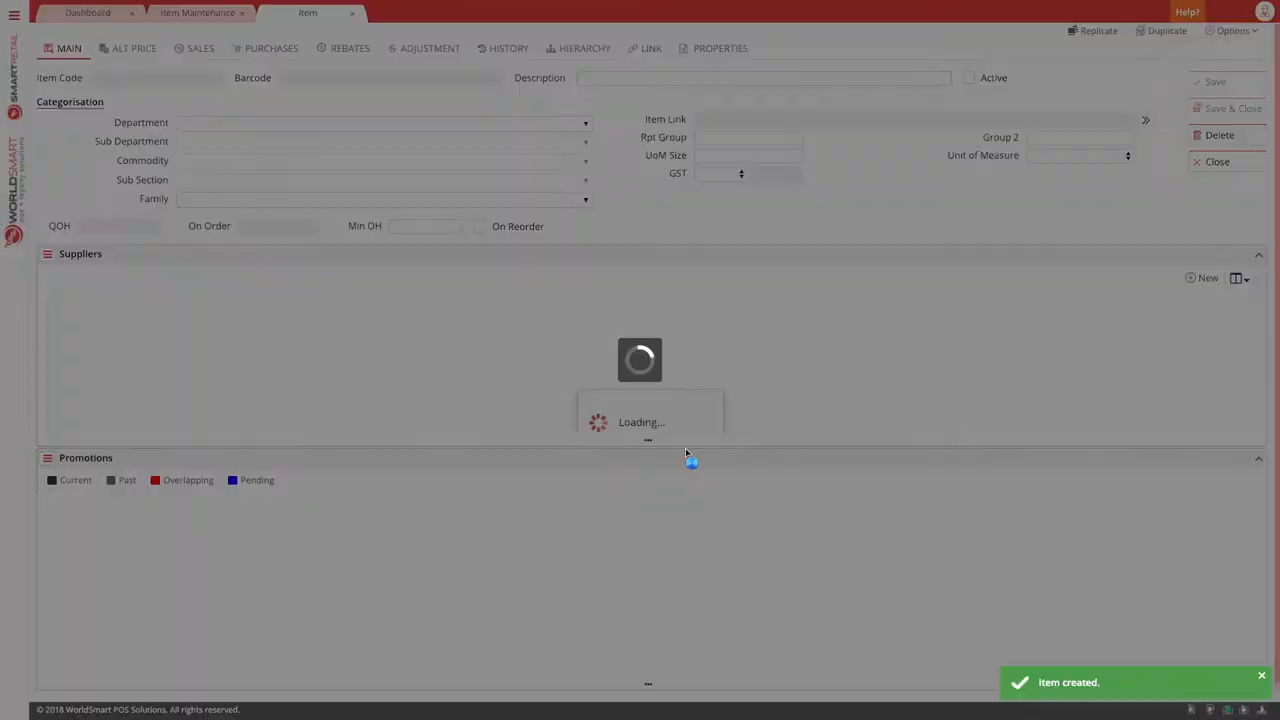 Dashboard × Item Maintenance × Item × Help?
Replicate Duplicate Options
MAIN ALT PRICE SALES PURCHASES REBATES ADJUSTMENT HISTORY HIERARCHY LINK PROPERTIES
SMARTRETAIL
WORLDSMART
Item Code Barcode Description Active
Save
Categorisation
Save & Close
Department Item Link
Sub Department Rpt Group Group 2 Delete
Commodity UoM Size Unit of Measure Close
Sub Section GST
Family
QOH On Order Min OH On Reorder
Suppliers
New
Loading...
Promotions
Current Past Overlapping Pending
Item created.
© 2018 WorldSmart POS Solutions. All rights reserved.